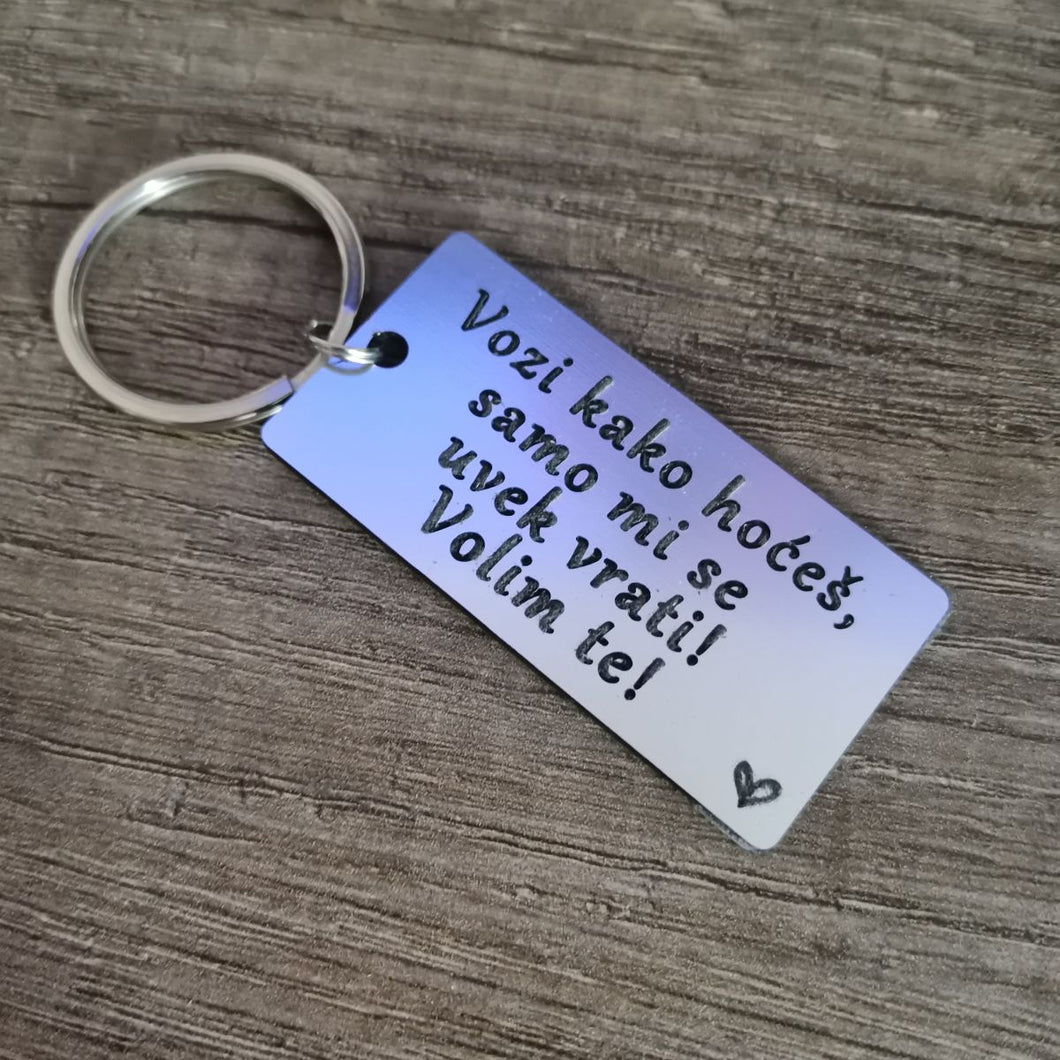 Vozi kako hoćeš,
samo mi se
uvek vrati!
Volim te!